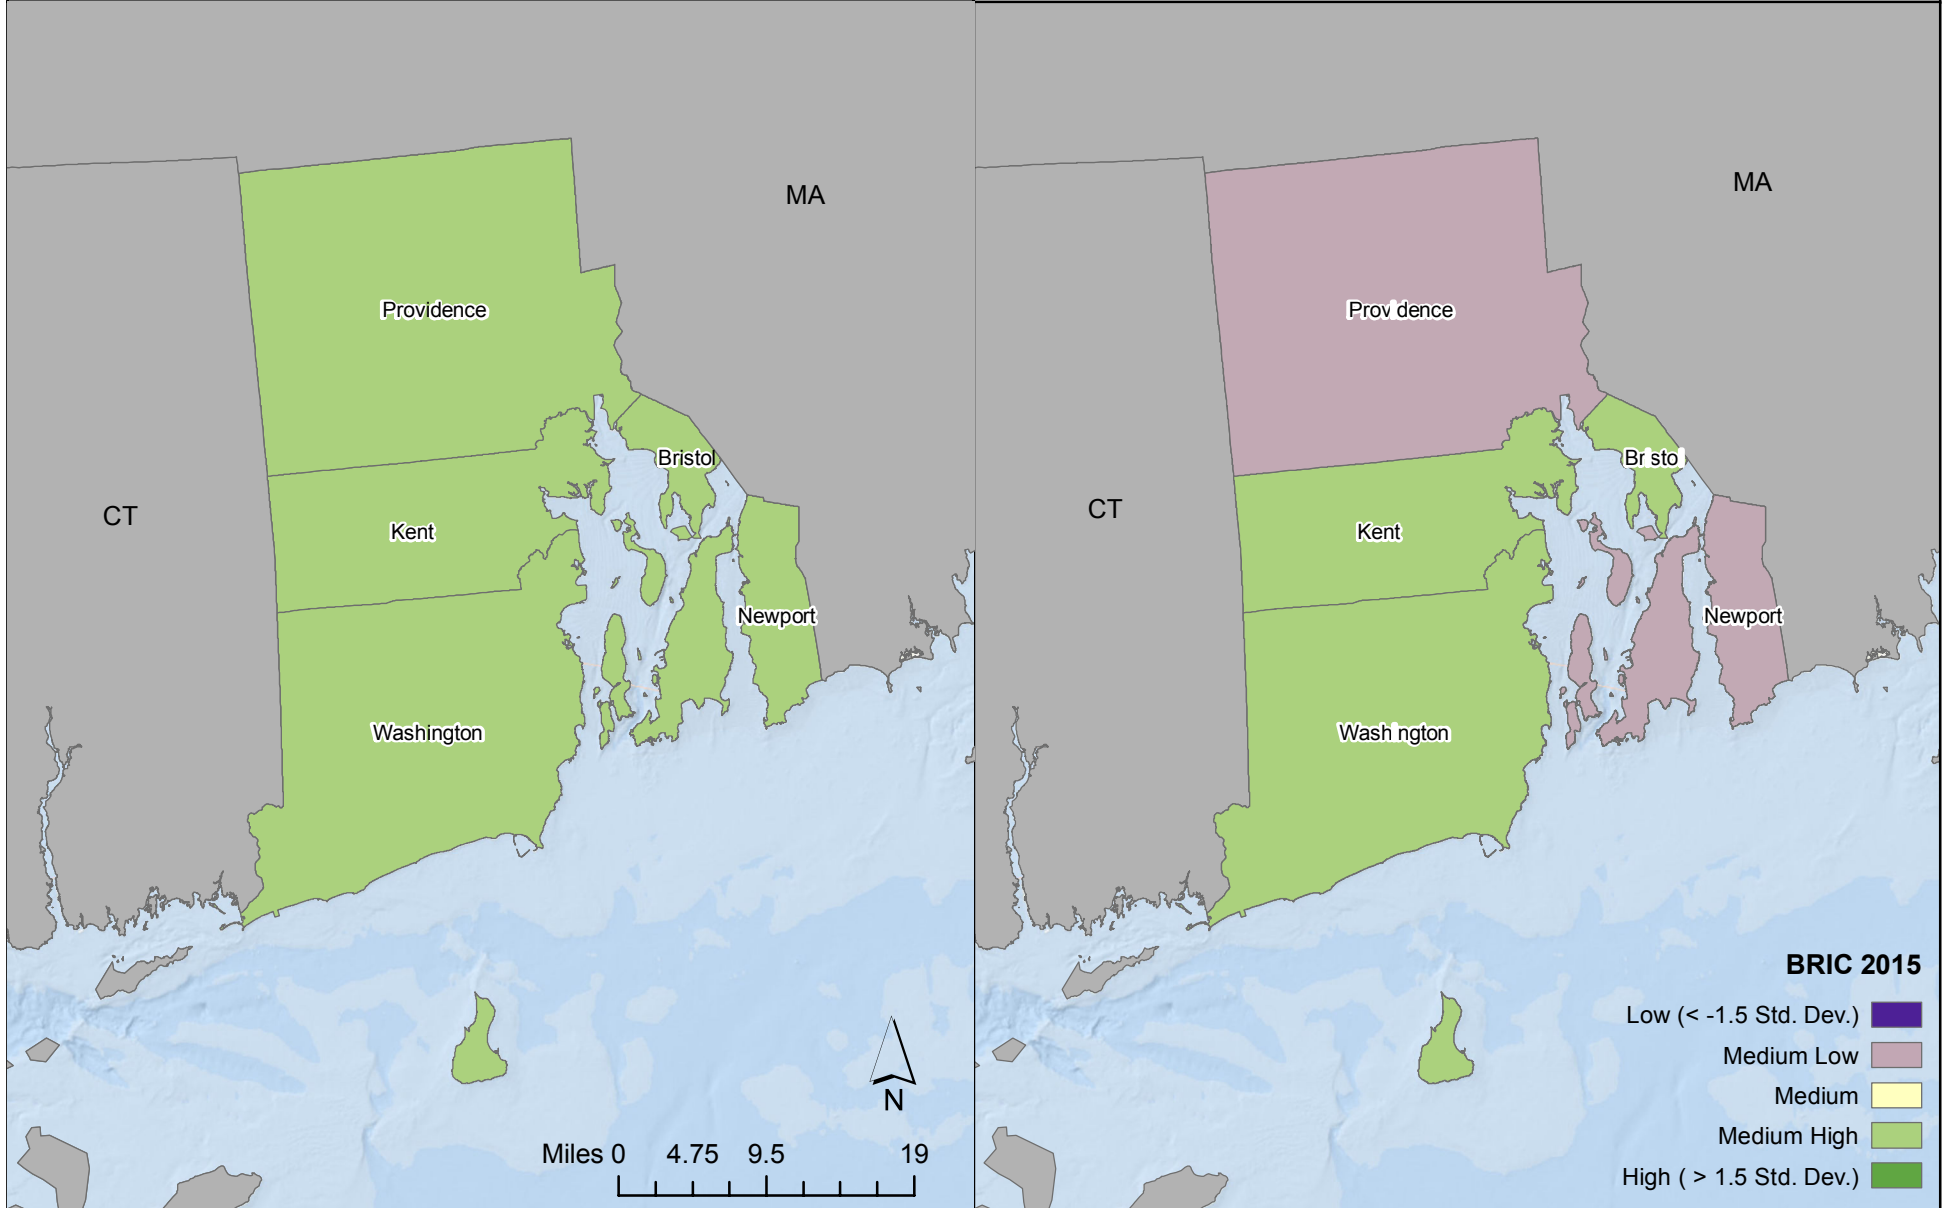 MA
Providence
Bristol
CT
Kent
Newport
Washington
N
Miles 0 4.75 9.5 19
MA
Prov dence
Br sto
CT
Kent
Newport
Wash ngton
BRIC 2015
Low (< -1.5 Std. Dev.)
Medium Low
Medium
Medium High
High ( > 1.5 Std. Dev.)